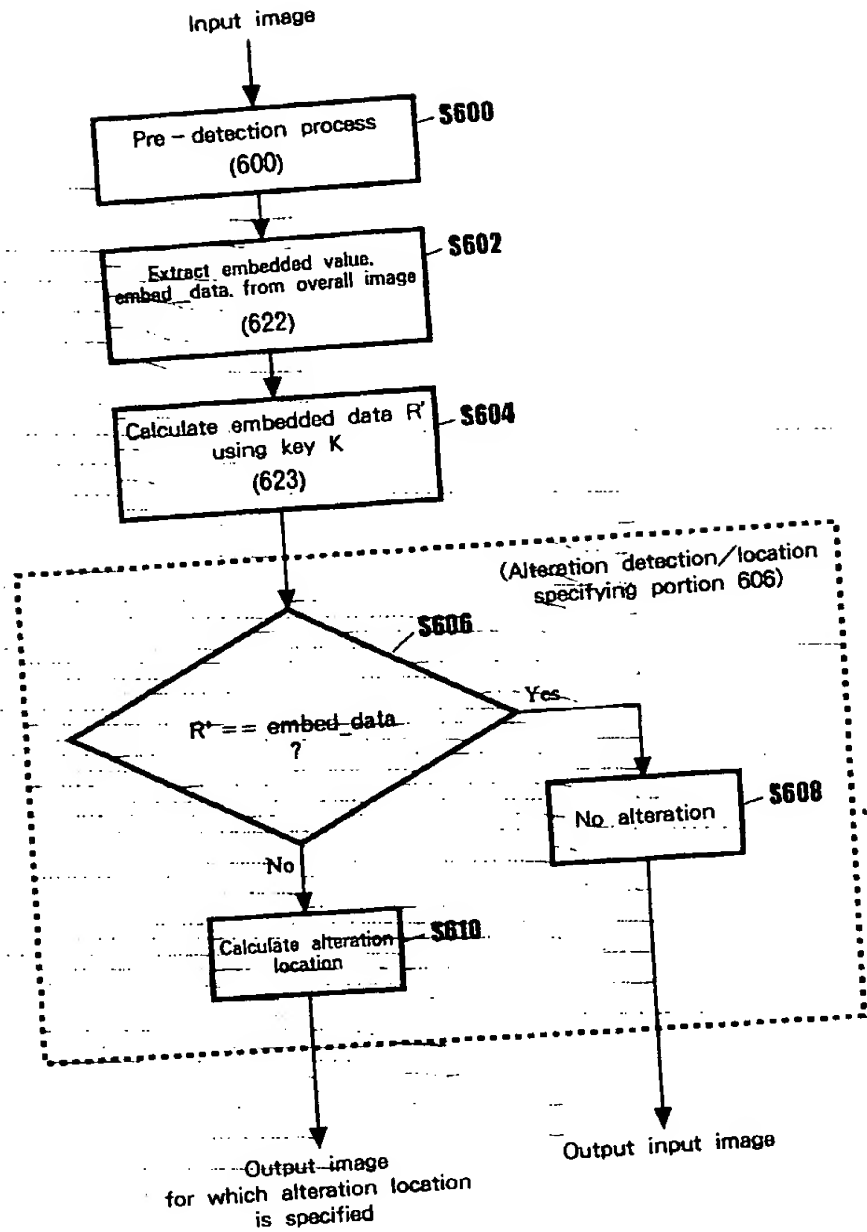 Input image
Pre-detection process
(600)
S600
Extract embedded value,
embed_data, from overall image
(622)
S602
Calculate embedded data R'
using key K
(623)
S604
(Alteration detection/location
specifying portion 606)
S606
R' == embed_data
?
Yes
No alteration
S608
No
Calculate alteration
location
S610
Output image
for which alteration location
is specified
Output input image